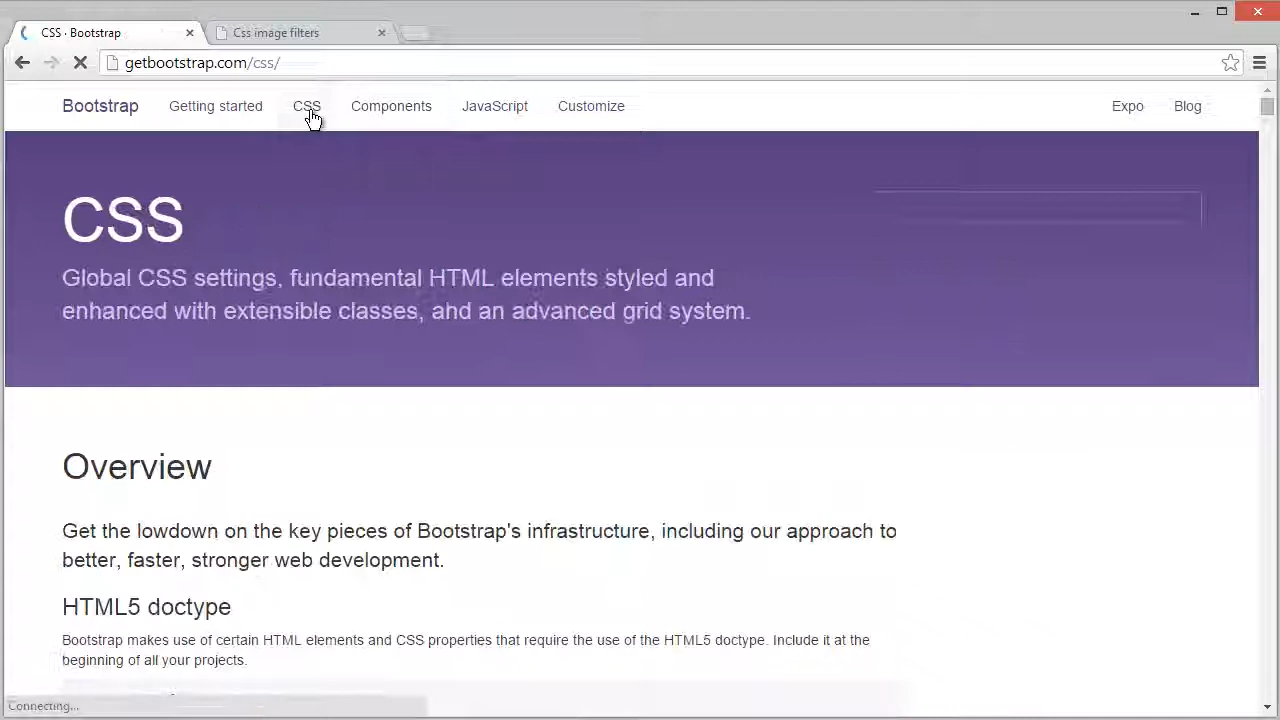 CSS · Bootstrap
Css image filters
getbootstrap.com/css/
Bootstrap Getting started CSS Components JavaScript Customize Expo Blog
CSS
Global CSS settings, fundamental HTML elements styled and
enhanced with extensible classes, and an advanced grid system.
Overview
Get the lowdown on the key pieces of Bootstrap's infrastructure, including our approach to
better, faster, stronger web development.
HTML5 doctype
Bootstrap makes use of certain HTML elements and CSS properties that require the use of the HTML5 doctype. Include it at the
beginning of all your projects.
Connecting...